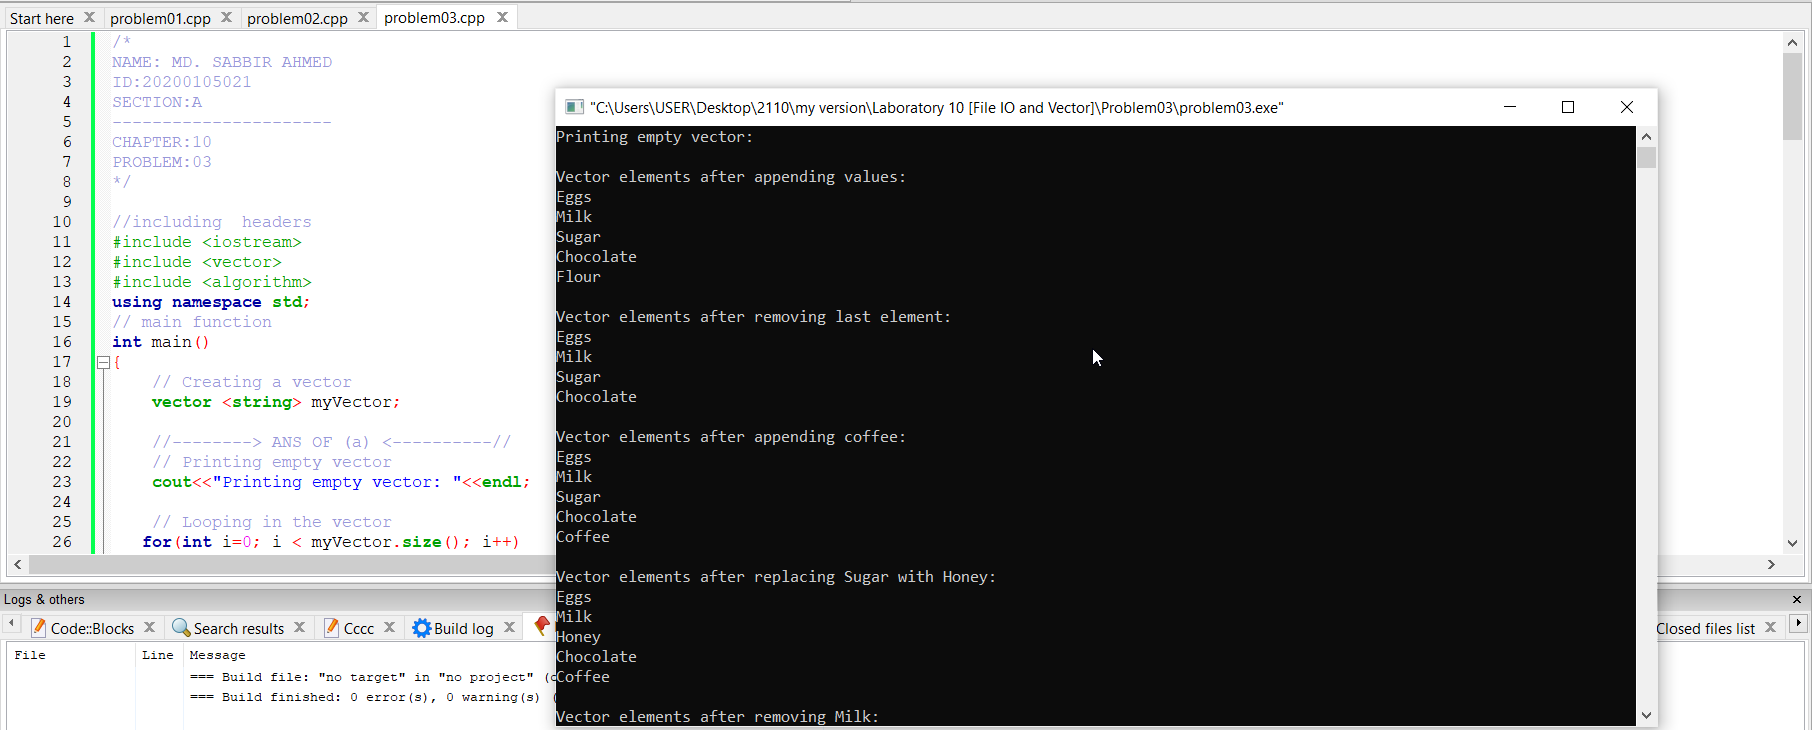 Start here
problem01.cpp
problem02.cpp
problem03.cpp
1 /*
2 NAME: MD. SABBIR AHMED
3 ID:20200105021
4 SECTION:A
5 ----------------------
6 CHAPTER:10
7 PROBLEM:03
8 */
9
10 //including  headers
11 #include <iostream>
12 #include <vector>
13 #include <algorithm>
14 using namespace std;
15 // main function
16 int main()
17 {
18 // Creating a vector
19 vector <string> myVector;
20
21 //--------> ANS OF (a) <----------//
22 // Printing empty vector
23 cout<<"Printing empty vector: "<<endl;
24
25 // Looping in the vector
26 for(int i=0; i < myVector.size(); i++)
"C:\Users\USER\Desktop\2110\my version\Laboratory 10 [File IO and Vector]\Problem03\problem03.exe"
Printing empty vector:

Vector elements after appending values:
Eggs
Milk
Sugar
Chocolate
Flour

Vector elements after removing last element:
Eggs
Milk
Sugar
Chocolate

Vector elements after appending coffee:
Eggs
Milk
Sugar
Chocolate
Coffee

Vector elements after replacing Sugar with Honey:
Eggs
Milk
Honey
Chocolate
Coffee

Vector elements after removing Milk:
Logs & others
Code::Blocks
Search results
Cccc
Build log
Closed files list
File Line Message
=== Build file: "no target" in "no project" (
=== Build finished: 0 error(s), 0 warning(s) (